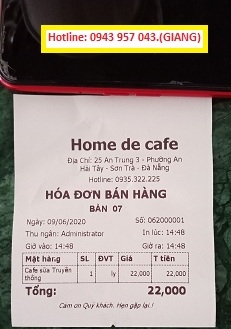 Hotline: 0943 957 043.(GIANG)
Home de cafe
Địa Chỉ: 25 An Trung 3 - Phường An
Hải Tây - Sơn Trà - Đà Nẵng
Hotline: 0935.322.225
HÓA ĐƠN BÁN HÀNG
BÀN 07
Ngày: 09/06/2020 Số: 062000001
Thu ngân: Administrator In lúc: 14:48
Giờ vào: 14:48 Giờ ra: 14:48
Mặt hàng SL ĐVT Giá T tiền
Cafe sữa Truyền 1 ly 22,000 22,000
thống
Tổng: 22,000
Cam on Quý khách. Hẹn gặp lại.!